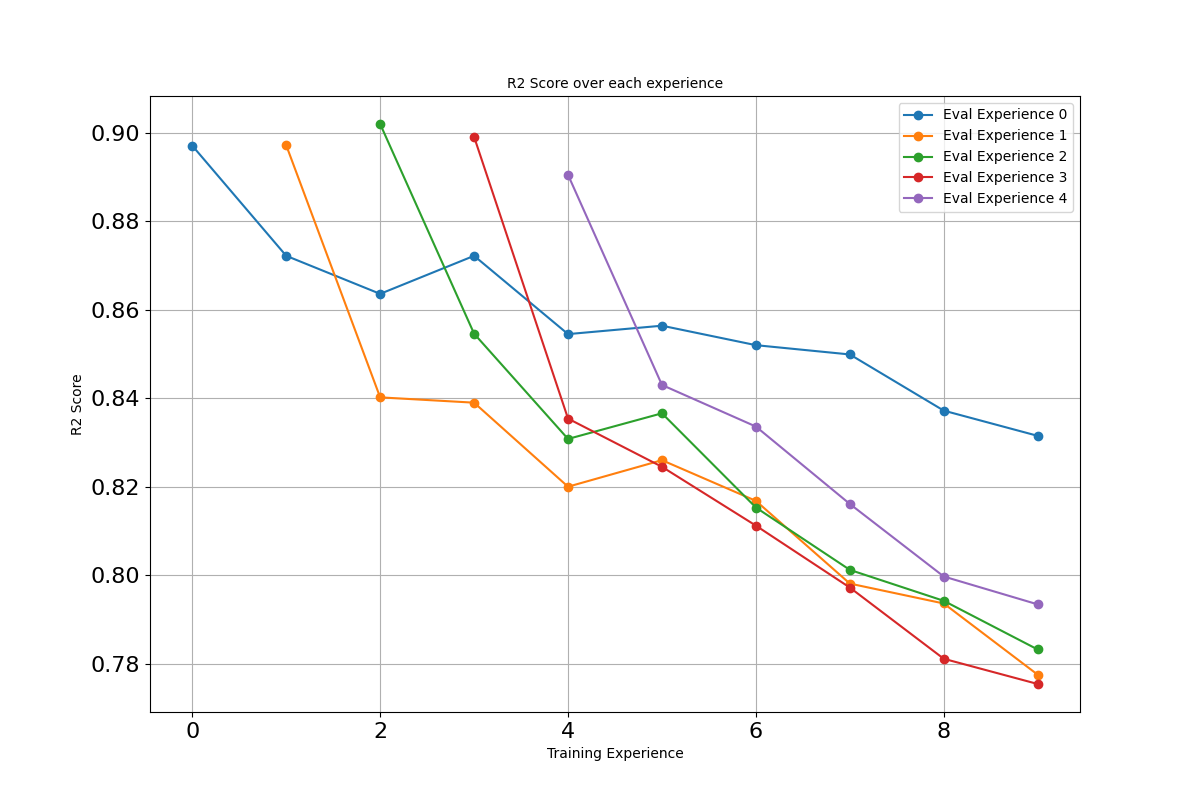 R2 Score over each experience
0.90
0.88
0.86
0.84
0.82
0.80
0.78
R2 Score
Eval Experience 0
Eval Experience 1
Eval Experience 2
Eval Experience 3
Eval Experience 4
0 2 4 6 8
Training Experience